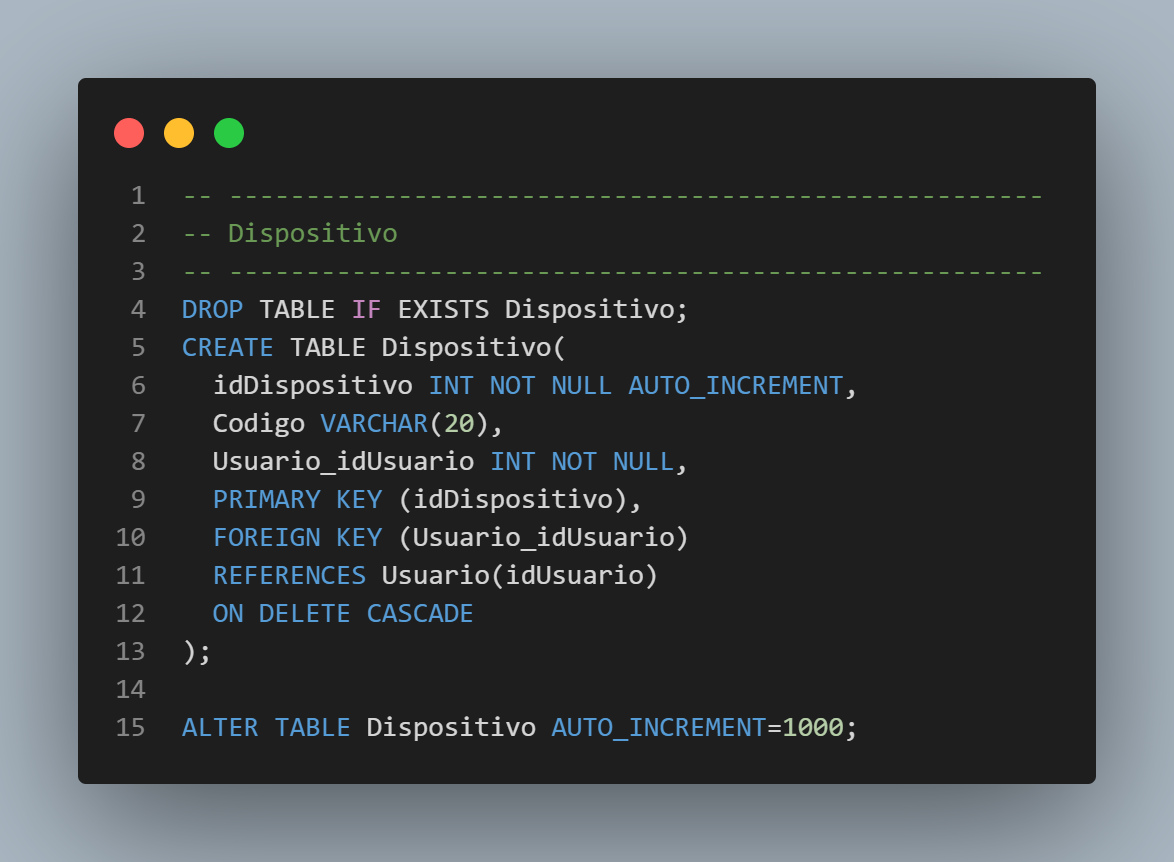 1 -- -----------------------------------------------------
2 -- Dispositivo
3 -- -----------------------------------------------------
4 DROP TABLE IF EXISTS Dispositivo;
5 CREATE TABLE Dispositivo(
6   idDispositivo INT NOT NULL AUTO_INCREMENT,
7   Codigo VARCHAR(20),
8   Usuario_idUsuario INT NOT NULL,
9   PRIMARY KEY (idDispositivo),
10   FOREIGN KEY (Usuario_idUsuario)
11   REFERENCES Usuario(idUsuario)
12   ON DELETE CASCADE
13 );
14
15 ALTER TABLE Dispositivo AUTO_INCREMENT=1000;